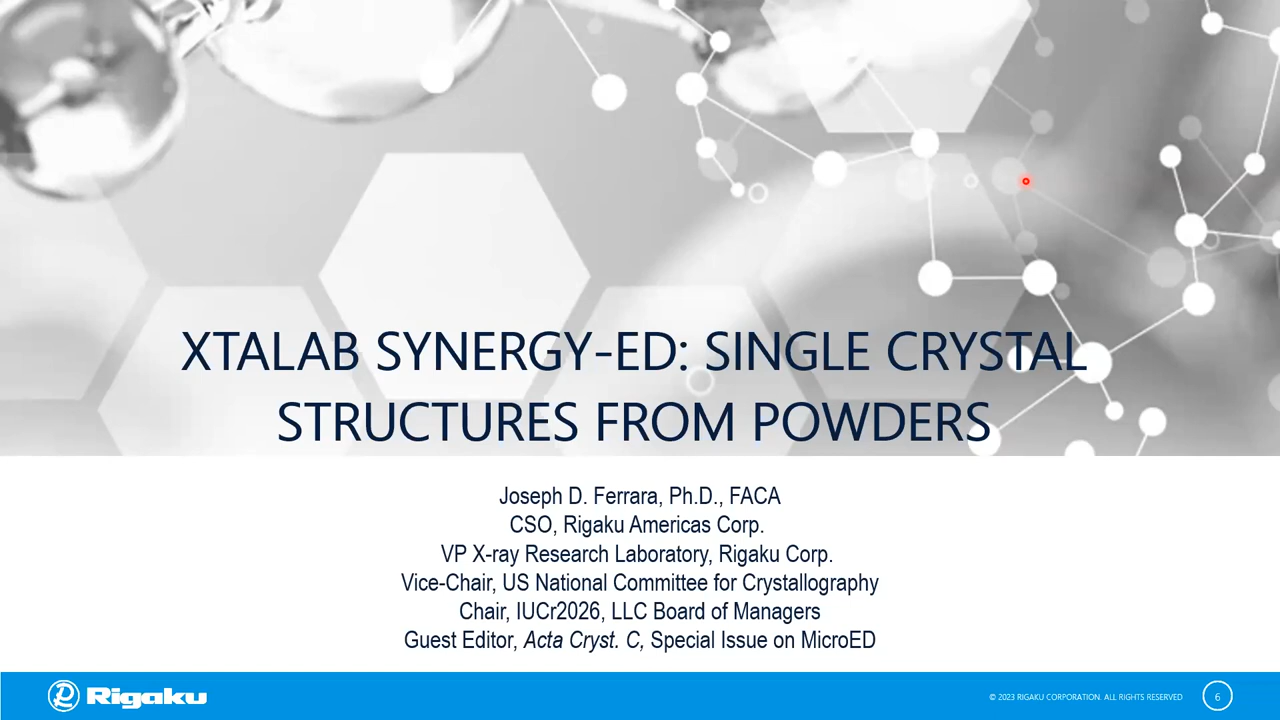 XTALAB SYNERGY-ED: SINGLE CRYSTAL
STRUCTURES FROM POWDERS
Joseph D. Ferrara, Ph.D., FACA
CSO, Rigaku Americas Corp.
VP X-ray Research Laboratory, Rigaku Corp.
Vice-Chair, US National Committee for Crystallography
Chair, IUCr2026, LLC Board of Managers
Guest Editor, Acta Cryst. C, Special Issue on MicroED
Rigaku
© 2023 RIGAKU CORPORATION. ALL RIGHTS RESERVED
6